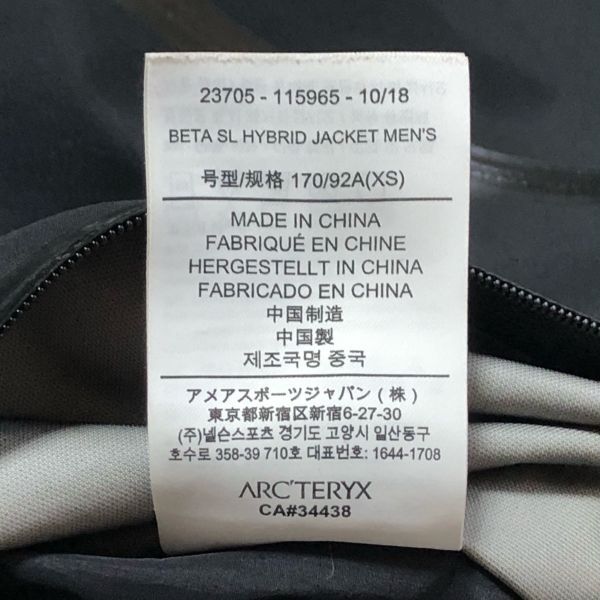 23705 - 115965 - 10/18
BETA SL HYBRID JACKET MEN'S
号型/规格 170/92A(XS)
MADE IN CHINA
FABRIQUÉ EN CHINE
HERGESTELLT IN CHINA
FABRICADO EN CHINA
中国制造
中国製
제조국명 중국
アメアスポーツジャパン (株)
東京都新宿区新宿6-27-30
(주)넬슨스포츠 경기도 고양시 일산동구
호수로 358-39 710호 대표번호: 1644-1708
ARC'TERYX
CA#34438